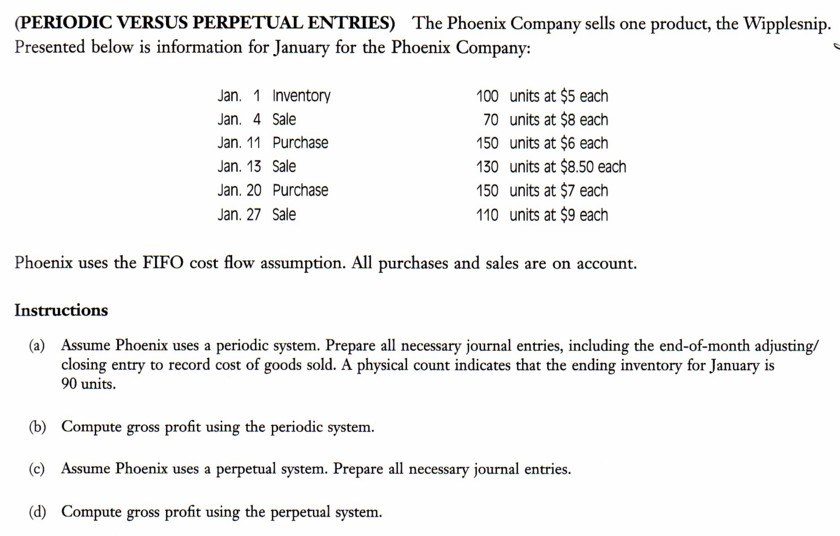 (PERIODIC VERSUS PERPETUAL ENTRIES) The Phoenix Company sells one product, the Wipplesnip.
Presented below is information for January for the Phoenix Company:
Jan. 1 Inventory 100 units at $5 each
Jan. 4 Sale 70 units at $8 each
Jan. 11 Purchase 150 units at $6 each
Jan. 13 Sale 130 units at $8.50 each
Jan. 20 Purchase 150 units at $7 each
Jan. 27 Sale 110 units at $9 each
Phoenix uses the FIFO cost flow assumption. All purchases and sales are on account.
Instructions
(a) Assume Phoenix uses a periodic system. Prepare all necessary journal entries, including the end-of-month adjusting/
closing entry to record cost of goods sold. A physical count indicates that the ending inventory for January is
90 units.
(b) Compute gross profit using the periodic system.
(c) Assume Phoenix uses a perpetual system. Prepare all necessary journal entries.
(d) Compute gross profit using the perpetual system.